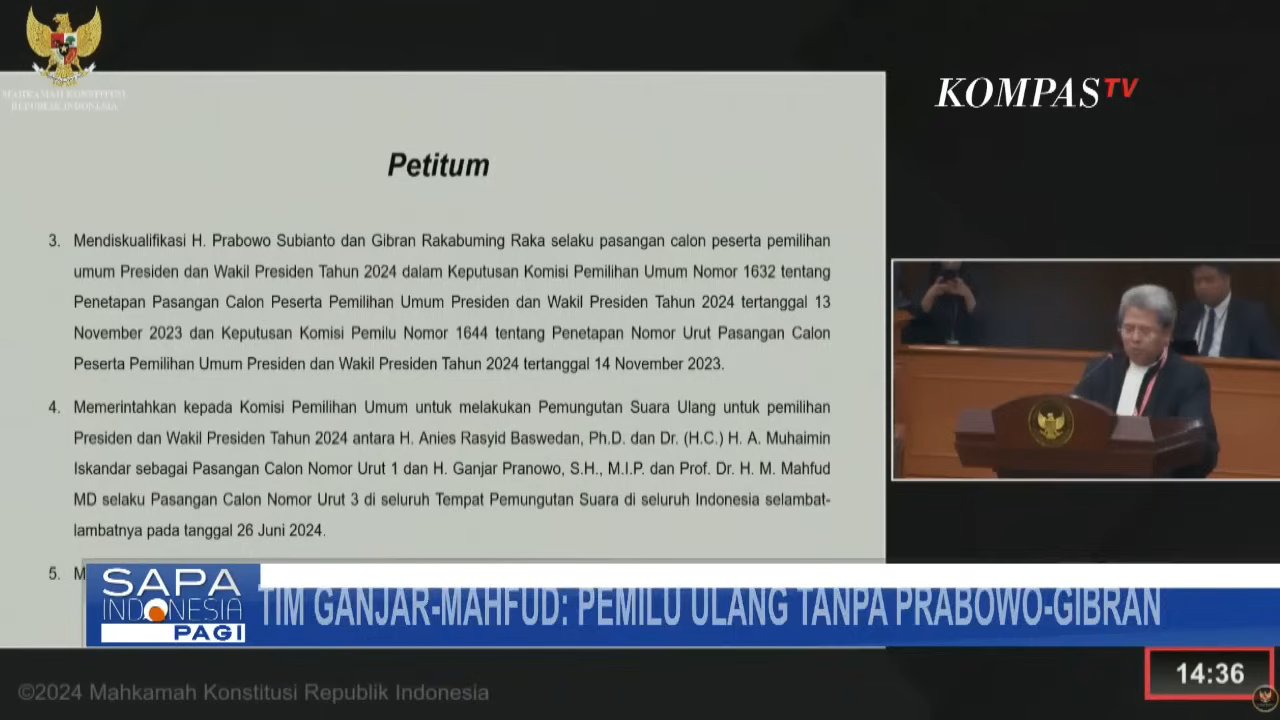 MAHKAMAH KONSTITUSI
REPUBLIK INDONESIA
KOMPAS TV
Petitum
3. Mendiskualifikasi H. Prabowo Subianto dan Gibran Rakabuming Raka selaku pasangan calon peserta pemilihan
umum Presiden dan Wakil Presiden Tahun 2024 dalam Keputusan Komisi Pemilihan Umum Nomor 1632 tentang
Penetapan Pasangan Calon Peserta Pemilihan Umum Presiden dan Wakil Presiden Tahun 2024 tertanggal 13
November 2023 dan Keputusan Komisi Pemilu Nomor 1644 tentang Penetapan Nomor Urut Pasangan Calon
Peserta Pemilihan Umum Presiden dan Wakil Presiden Tahun 2024 tertanggal 14 November 2023.
4. Memerintahkan kepada Komisi Pemilihan Umum untuk melakukan Pemungutan Suara Ulang untuk pemilihan
Presiden dan Wakil Presiden Tahun 2024 antara H. Anies Rasyid Baswedan, Ph.D. dan Dr. (H.C.) H. A. Muhaimin
Iskandar sebagai Pasangan Calon Nomor Urut 1 dan H. Ganjar Pranowo, S.H., M.I.P. dan Prof. Dr. H. M. Mahfud
MD selaku Pasangan Calon Nomor Urut 3 di seluruh Tempat Pemungutan Suara di seluruh Indonesia selambat-
lambatnya pada tanggal 26 Juni 2024.
5. M
SAPA
INDONESIA
PAGI
TIM GANJAR-MAHFUD: PEMILU ULANG TANPA PRABOWO-GIBRAN
©2024 Mahkamah Konstitusi Republik Indonesia
14:36